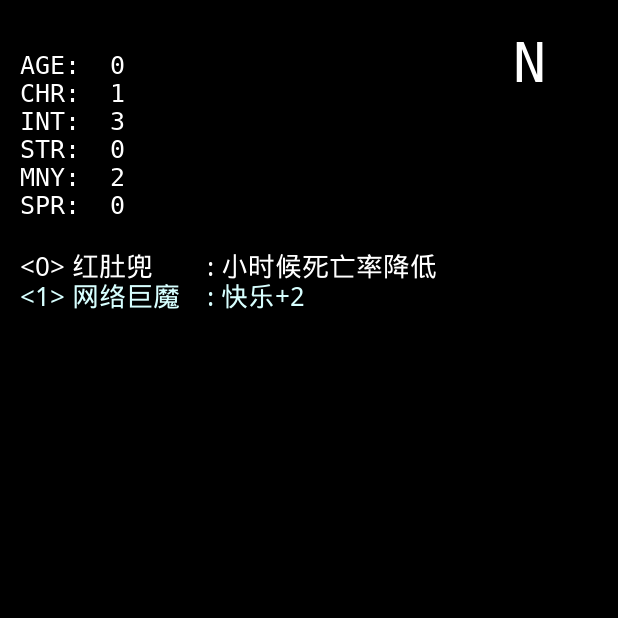 N
AGE: 0
CHR: 1
INT: 3
STR: 0
MNY: 2
SPR: 0
<0> 红肚兜 : 小时候死亡率降低
<1> 网络巨魔 : 快乐+2